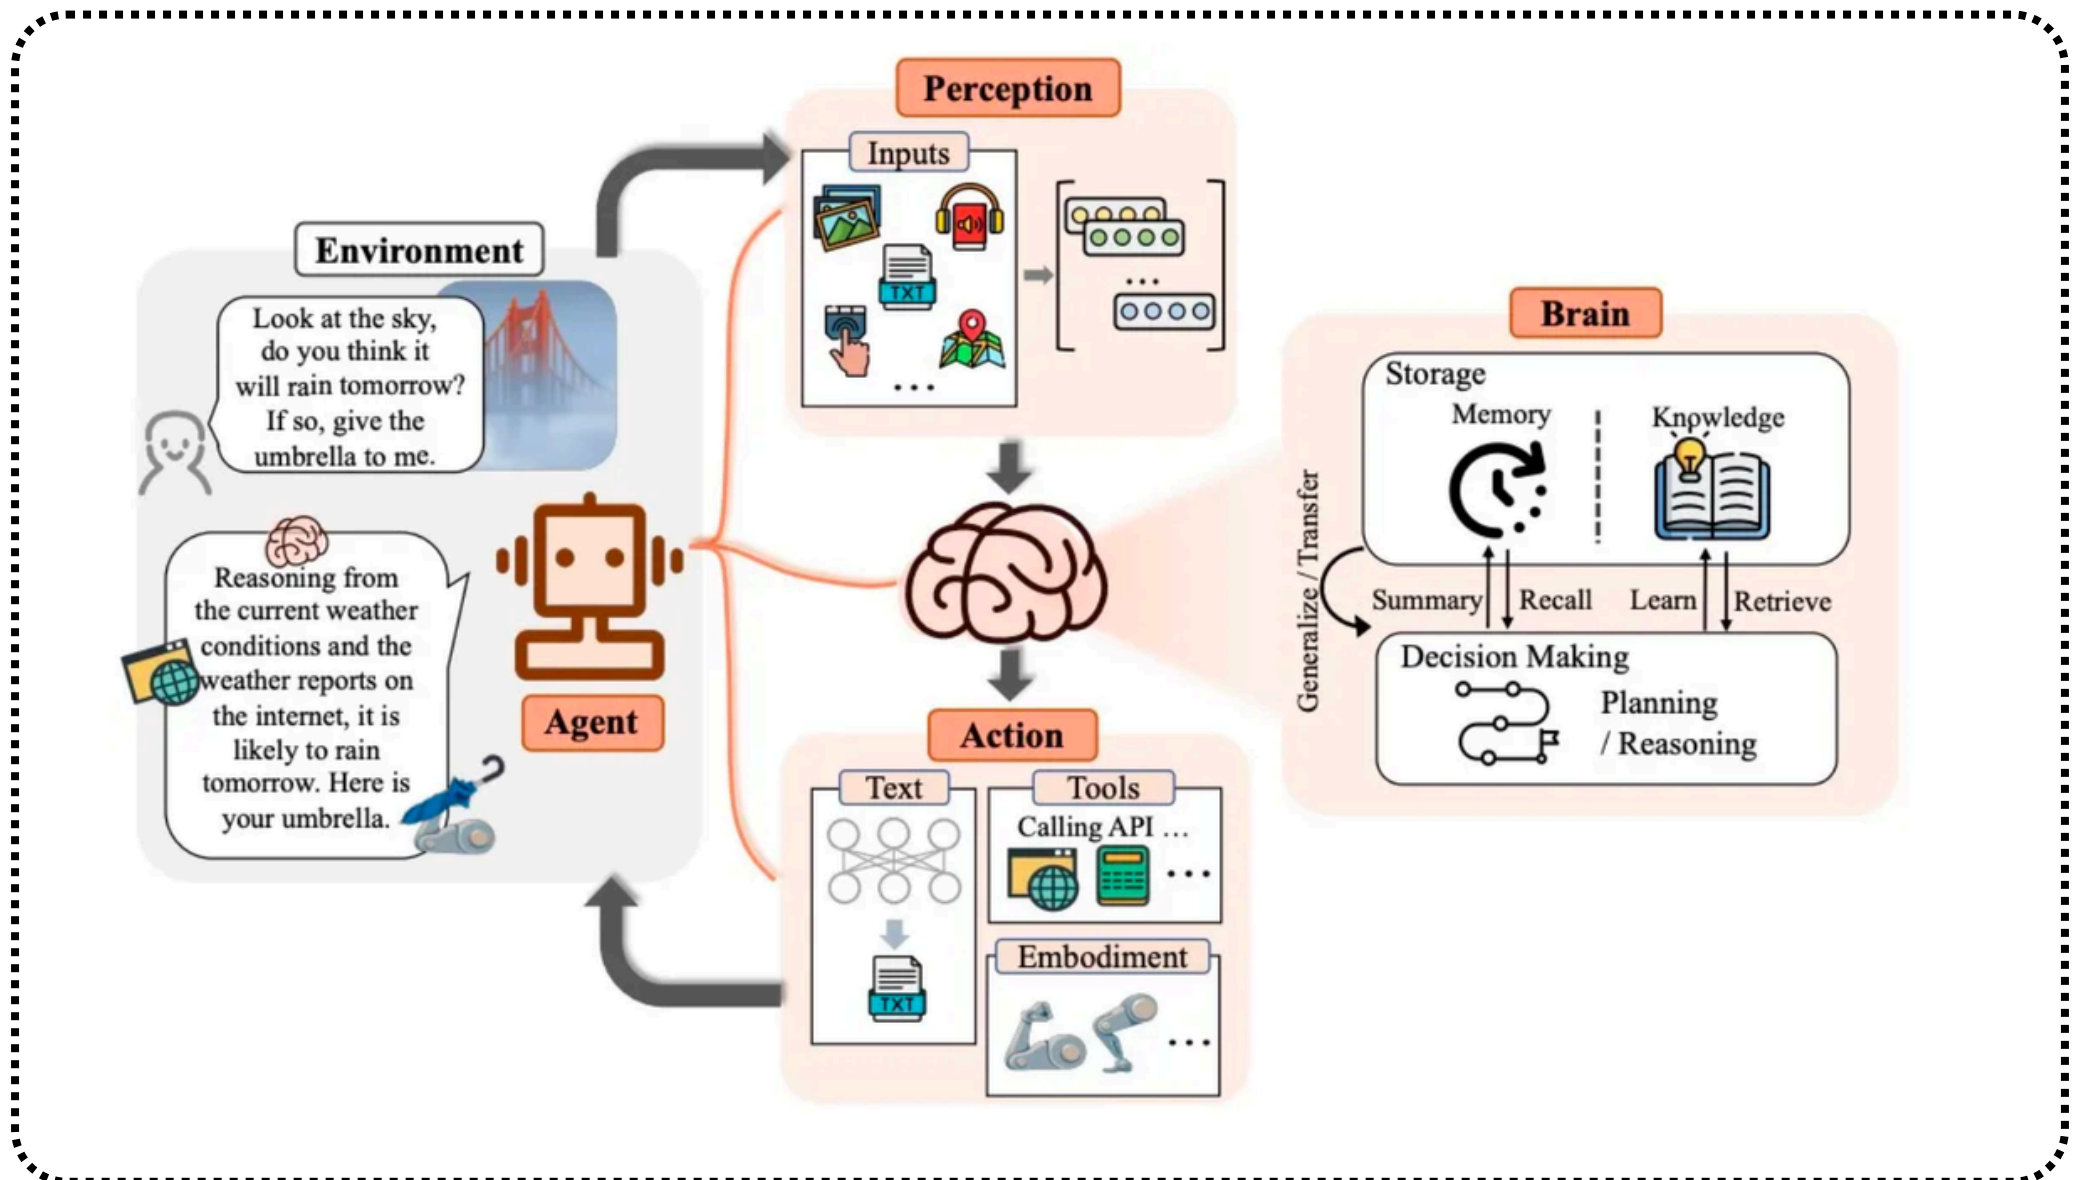 Perception
Inputs
TXT
...
...
Environment
Look at the sky,
do you think it
will rain tomorrow?
If so, give the
umbrella to me.
Reasoning from
the current weather
conditions and the
weather reports on
the internet, it is
likely to rain
tomorrow. Here is
your umbrella.
Agent
Brain
Storage
Memory
Knowledge
Generalize / Transfer
Summary
Recall
Learn
Retrieve
Decision Making
Planning
/ Reasoning
Action
Text
TXT
Tools
Calling API ...
...
Embodiment
...